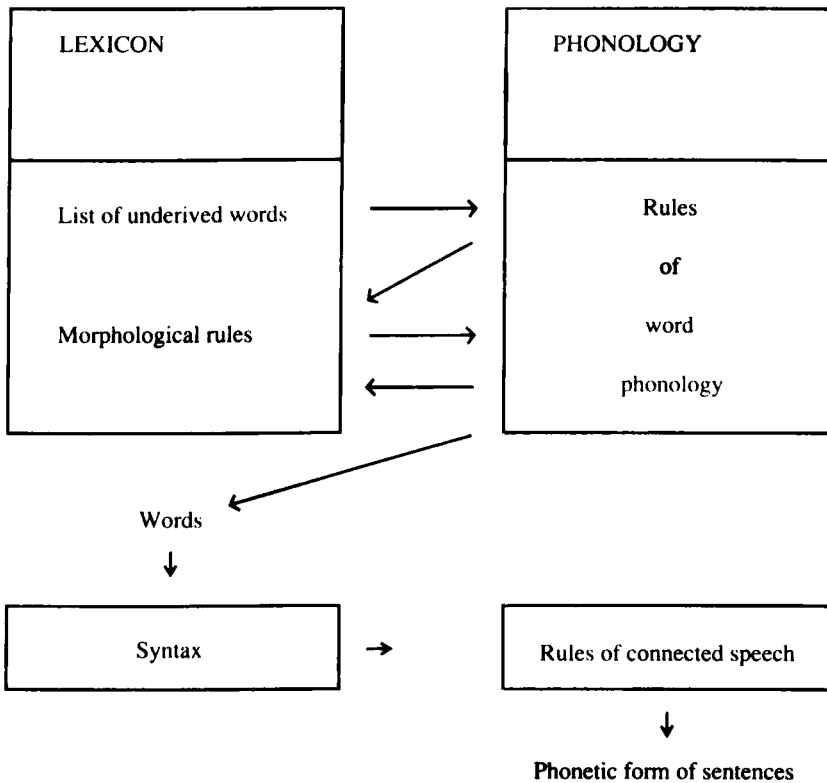 LEXICON
PHONOLOGY
List of underived words
Rules
of
Morphological rules
word
phonology
Words
Syntax
Rules of connected speech
Phonetic form of sentences